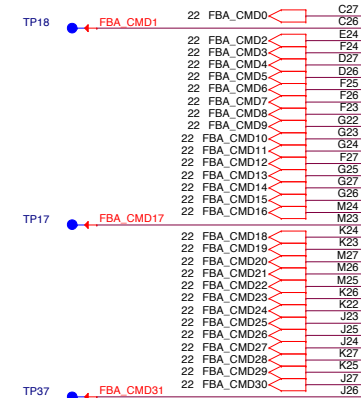 22 FBA_CMD0 C27
TP18 FBA_CMD1 C26
22 FBA_CMD2 E24
22 FBA_CMD3 F24
22 FBA_CMD4 D27
22 FBA_CMD5 D26
22 FBA_CMD6 F25
22 FBA_CMD7 F26
22 FBA_CMD8 F23
22 FBA_CMD9 G22
22 FBA_CMD10 G23
22 FBA_CMD11 G24
22 FBA_CMD12 F27
22 FBA_CMD13 G25
22 FBA_CMD14 G27
22 FBA_CMD15 G26
22 FBA_CMD16 M24
TP17 FBA_CMD17 M23
22 FBA_CMD18 K24
22 FBA_CMD19 K23
22 FBA_CMD20 M27
22 FBA_CMD21 M26
22 FBA_CMD22 M25
22 FBA_CMD23 K26
22 FBA_CMD24 K22
22 FBA_CMD25 J23
22 FBA_CMD26 J25
22 FBA_CMD27 J24
22 FBA_CMD28 K27
22 FBA_CMD29 K25
22 FBA_CMD30 J27
TP37 FBA_CMD31 J26